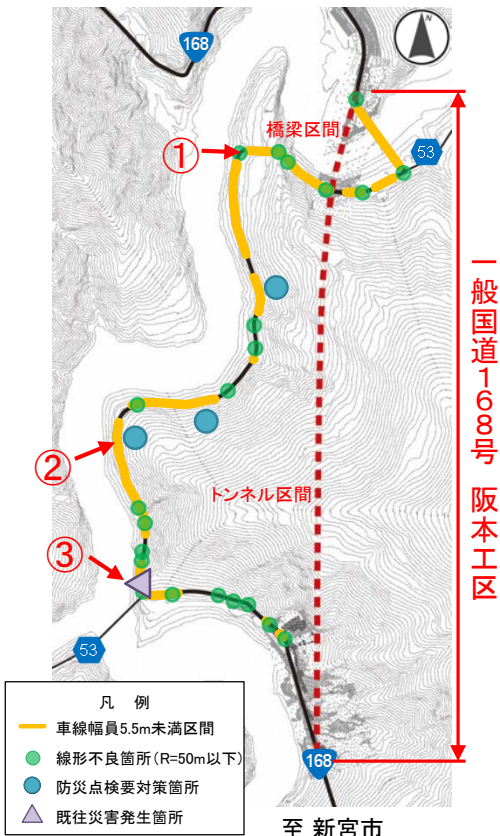 168
N
橋梁区間
①
53
一般国道168号 阪本工区
②
トンネル区間
③
53
168
凡 例
車線幅員5.5m未満区間
線形不良箇所(R=50m以下)
防災点検要対策箇所
既往災害発生箇所
至 新宮市